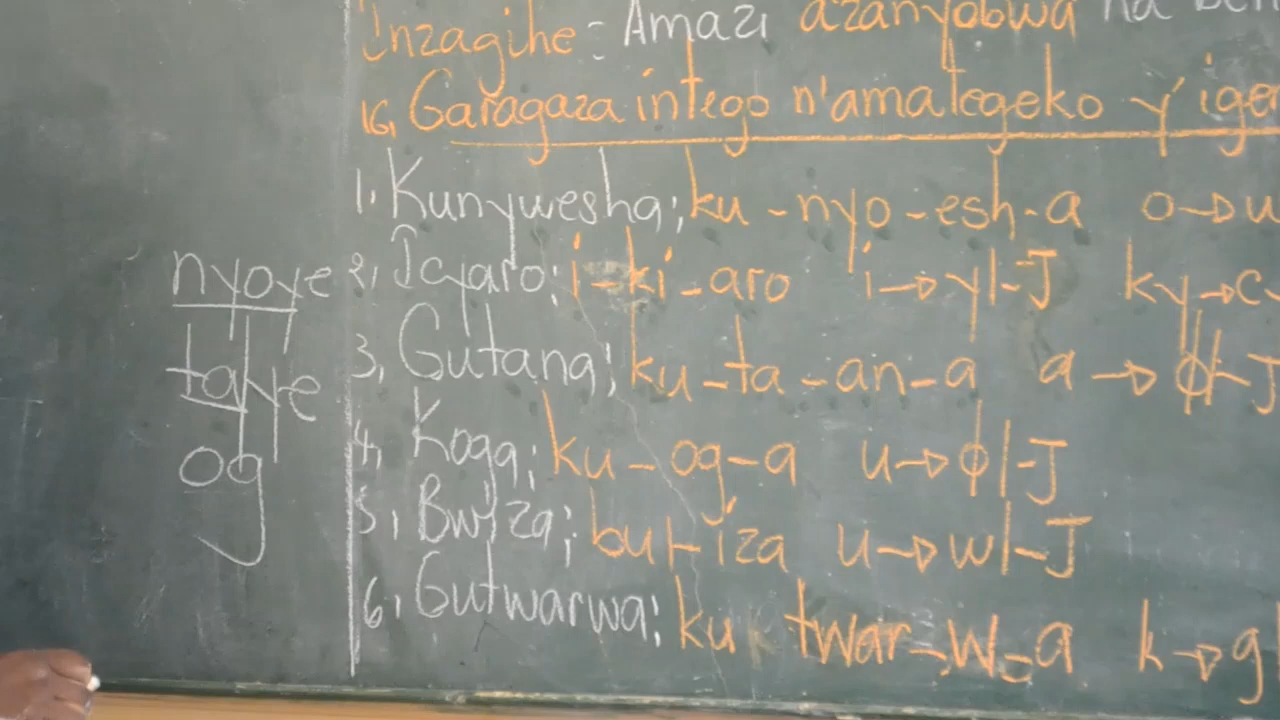 Inzagihe = Amazi azanyobwa na ben
16, Garagaza intego n'amategeko y'ige
1, Kunywesha; ku-nyo-esh-a o→u
2, Icyaro; i-ki-aro i→y|-J ky→c
3, Gutana; ku-ta-an-a a→ø|-J
4, Koga; ku-og-a u→ø|-J
5, Bwiza; bu-iza u→w|-J
6, Gutwarwa; ku twar-w-a k→g|
nyoye
taye
og